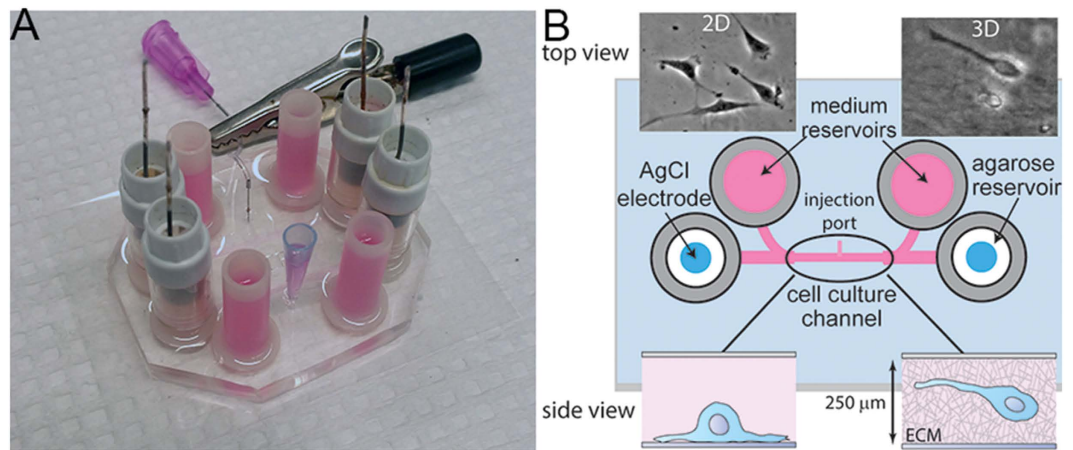 A
B
top view
2D
3D
medium
reservoirs
AgCl
electrode
injection
port
agarose
reservoir
cell culture
channel
side view
250 μm
ECM